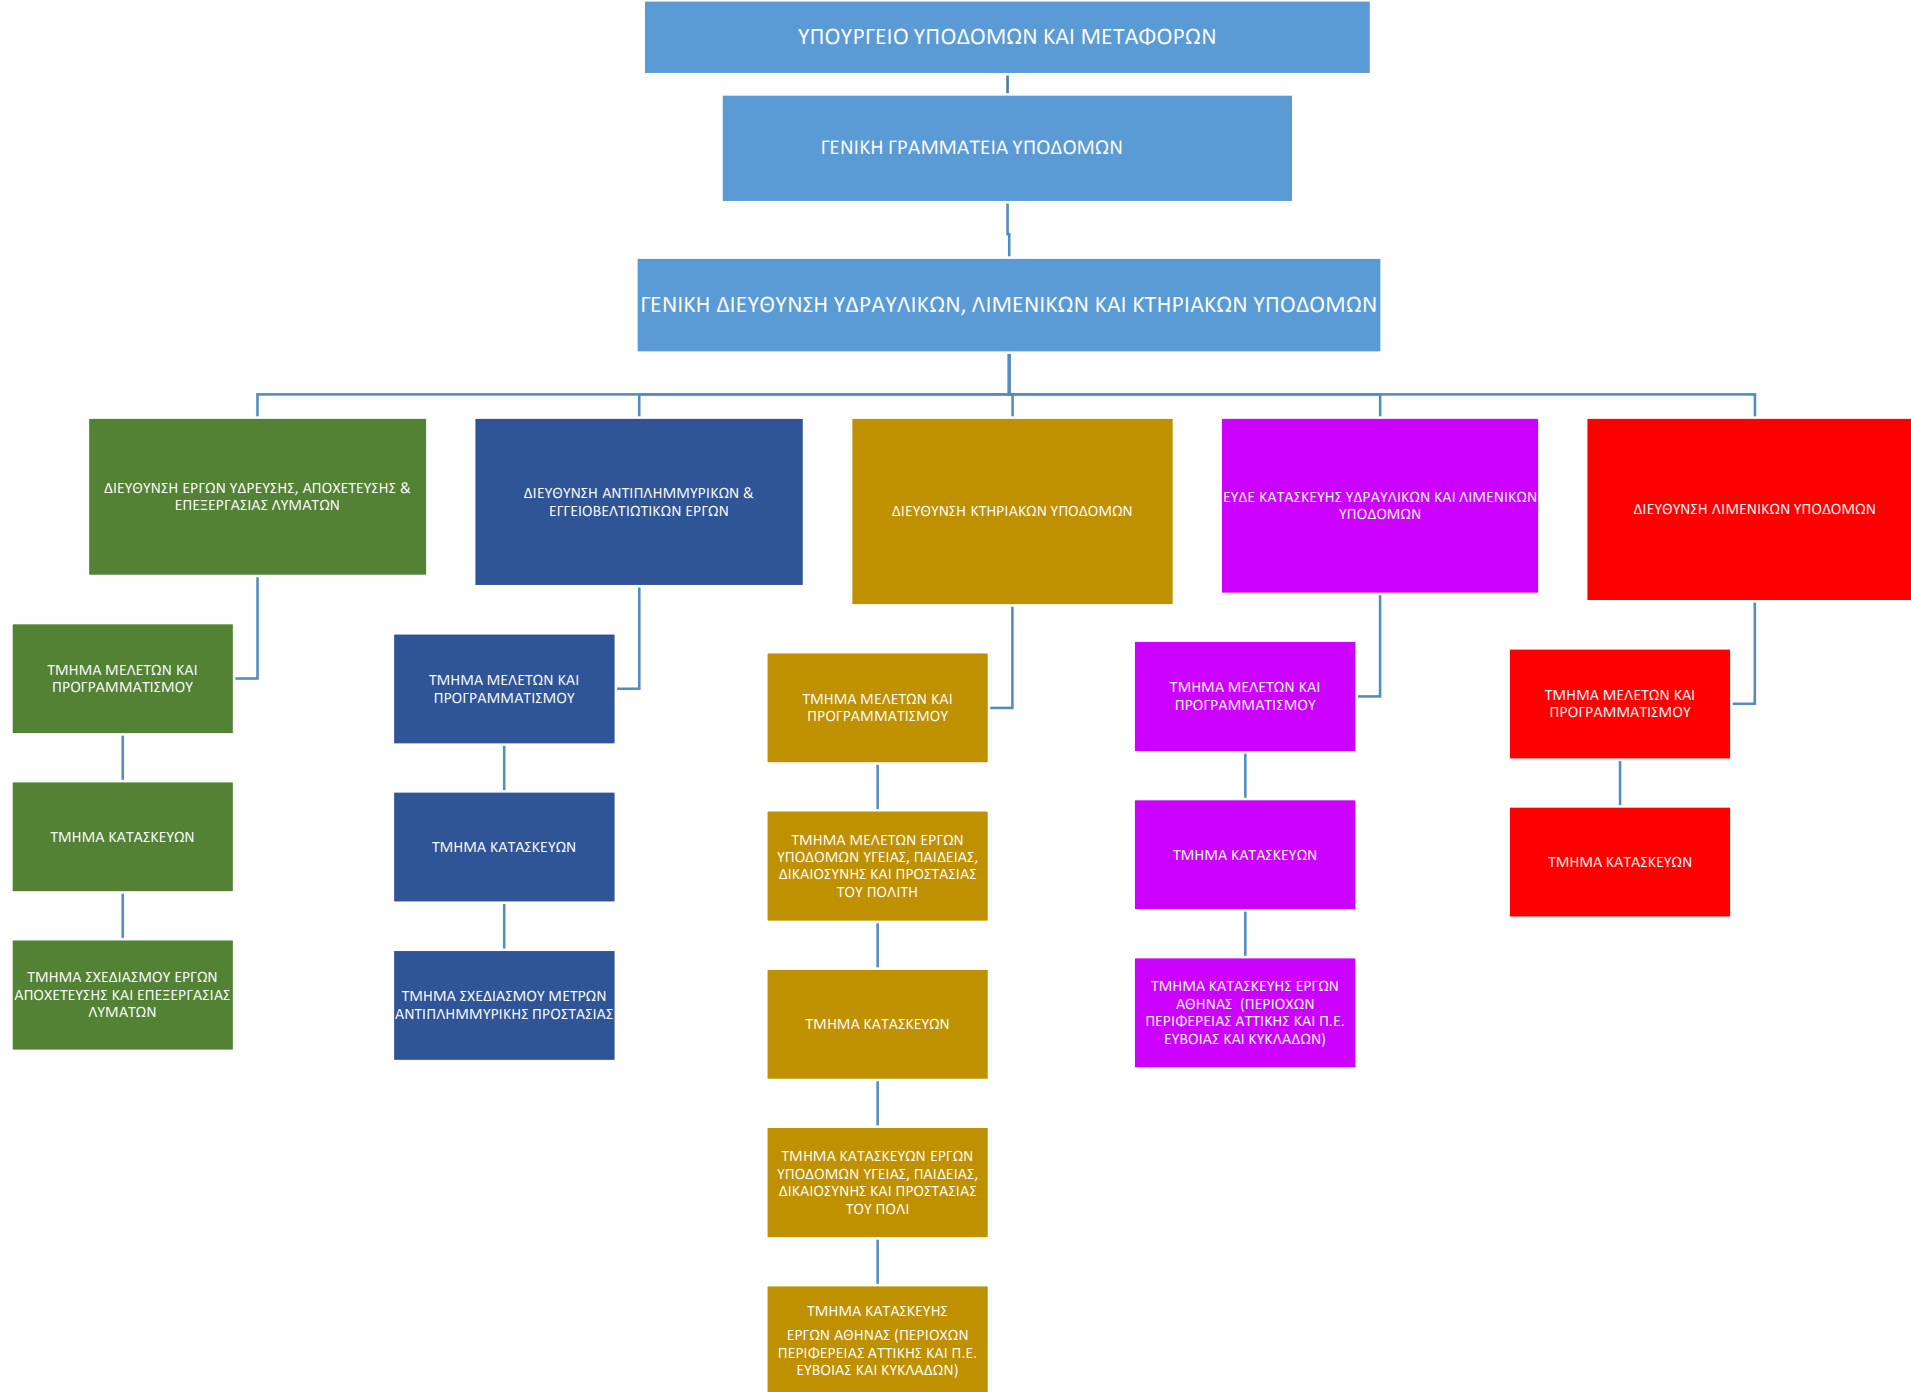 ΥΠΟΥΡΓΕΙΟ ΥΠΟΔΟΜΩΝ ΚΑΙ ΜΕΤΑΦΟΡΩΝ
ΓΕΝΙΚΗ ΓΡΑΜΜΑΤΕΙΑ ΥΠΟΔΟΜΩΝ
ΓΕΝΙΚΗ ΔΙΕΥΘΥΝΣΗ ΥΔΡΑΥΛΙΚΩΝ, ΛΙΜΕΝΙΚΩΝ ΚΑΙ ΚΤΗΡΙΑΚΩΝ ΥΠΟΔΟΜΩΝ
ΔΙΕΥΘΥΝΣΗ ΕΡΓΩΝ ΥΔΡΕΥΣΗΣ, ΑΠΟΧΕΤΕΥΣΗΣ &
ΕΠΕΞΕΡΓΑΣΙΑΣ ΛΥΜΑΤΩΝ
ΤΜΗΜΑ ΜΕΛΕΤΩΝ ΚΑΙ
ΠΡΟΓΡΑΜΜΑΤΙΣΜΟΥ
ΤΜΗΜΑ ΚΑΤΑΣΚΕΥΩΝ
ΤΜΗΜΑ ΣΧΕΔΙΑΣΜΟΥ ΕΡΓΩΝ
ΑΠΟΧΕΤΕΥΣΗΣ ΚΑΙ ΕΠΕΞΕΡΓΑΣΙΑΣ
ΛΥΜΑΤΩΝ
ΔΙΕΥΘΥΝΣΗ ΑΝΤΙΠΛΗΜΜΥΡΙΚΩΝ &
ΕΓΓΕΙΟΒΕΛΤΙΩΤΙΚΩΝ ΕΡΓΩΝ
ΤΜΗΜΑ ΜΕΛΕΤΩΝ ΚΑΙ
ΠΡΟΓΡΑΜΜΑΤΙΣΜΟΥ
ΤΜΗΜΑ ΚΑΤΑΣΚΕΥΩΝ
ΤΜΗΜΑ ΣΧΕΔΙΑΣΜΟΥ ΜΕΤΡΩΝ
ΑΝΤΙΠΛΗΜΜΥΡΙΚΗΣ ΠΡΟΣΤΑΣΙΑΣ
ΔΙΕΥΘΥΝΣΗ ΚΤΗΡΙΑΚΩΝ ΥΠΟΔΟΜΩΝ
ΤΜΗΜΑ ΜΕΛΕΤΩΝ ΚΑΙ
ΠΡΟΓΡΑΜΜΑΤΙΣΜΟΥ
ΤΜΗΜΑ ΜΕΛΕΤΩΝ ΕΡΓΩΝ
ΥΠΟΔΟΜΩΝ ΥΓΕΙΑΣ, ΠΑΙΔΕΙΑΣ,
ΔΙΚΑΙΟΣΥΝΗΣ ΚΑΙ ΠΡΟΣΤΑΣΙΑΣ
ΤΟΥ ΠΟΛΙΤΗ
ΤΜΗΜΑ ΚΑΤΑΣΚΕΥΩΝ
ΤΜΗΜΑ ΚΑΤΑΣΚΕΥΩΝ ΕΡΓΩΝ
ΥΠΟΔΟΜΩΝ ΥΓΕΙΑΣ, ΠΑΙΔΕΙΑΣ,
ΔΙΚΑΙΟΣΥΝΗΣ ΚΑΙ ΠΡΟΣΤΑΣΙΑΣ
ΤΟΥ ΠΟΛΙ
ΤΜΗΜΑ ΚΑΤΑΣΚΕΥΗΣ
ΕΡΓΩΝ ΑΘΗΝΑΣ (ΠΕΡΙΟΧΩΝ
ΠΕΡΙΦΕΡΕΙΑΣ ΑΤΤΙΚΗΣ ΚΑΙ Π.Ε.
ΕΥΒΟΙΑΣ ΚΑΙ ΚΥΚΛΑΔΩΝ)
ΕΥΔΕ ΚΑΤΑΣΚΕΥΗΣ ΥΔΡΑΥΛΙΚΩΝ ΚΑΙ ΛΙΜΕΝΙΚΩΝ
ΥΠΟΔΟΜΩΝ
ΤΜΗΜΑ ΜΕΛΕΤΩΝ ΚΑΙ
ΠΡΟΓΡΑΜΜΑΤΙΣΜΟΥ
ΤΜΗΜΑ ΚΑΤΑΣΚΕΥΩΝ
ΤΜΗΜΑ ΚΑΤΑΣΚΕΥΗΣ ΕΡΓΩΝ
ΑΘΗΝΑΣ (ΠΕΡΙΟΧΩΝ
ΠΕΡΙΦΕΡΕΙΑΣ ΑΤΤΙΚΗΣ ΚΑΙ Π.Ε.
ΕΥΒΟΙΑΣ ΚΑΙ ΚΥΚΛΑΔΩΝ)
ΔΙΕΥΘΥΝΣΗ ΛΙΜΕΝΙΚΩΝ ΥΠΟΔΟΜΩΝ
ΤΜΗΜΑ ΜΕΛΕΤΩΝ ΚΑΙ
ΠΡΟΓΡΑΜΜΑΤΙΣΜΟΥ
ΤΜΗΜΑ ΚΑΤΑΣΚΕΥΩΝ